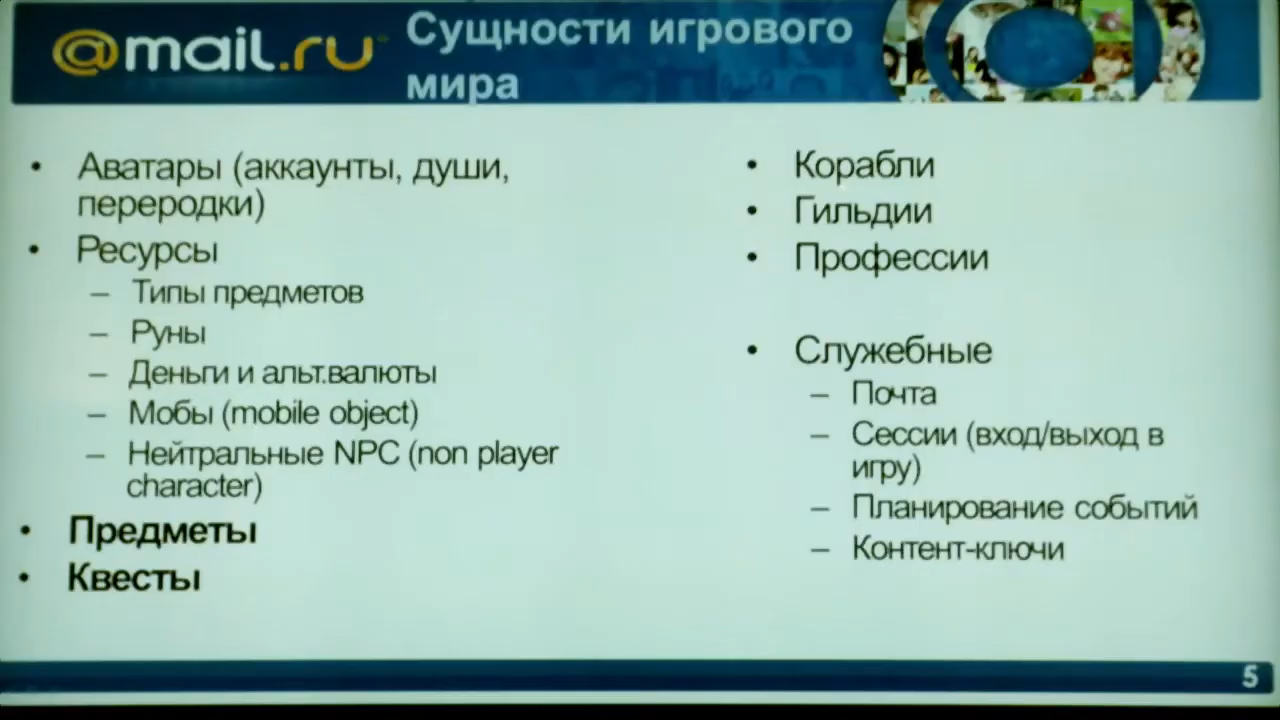 @mail.ru
Сущности игрового
мира
• Аватары (аккаунты, души,
переродки)
• Ресурсы
– Типы предметов
– Руны
– Деньги и альт.валюты
– Мобы (mobile object)
– Нейтральные NPC (non player
character)
• Предметы
• Квесты
• Корабли
• Гильдии
• Профессии
• Служебные
– Почта
– Сессии (вход/выход в
игру)
– Планирование событий
– Контент-ключи
5